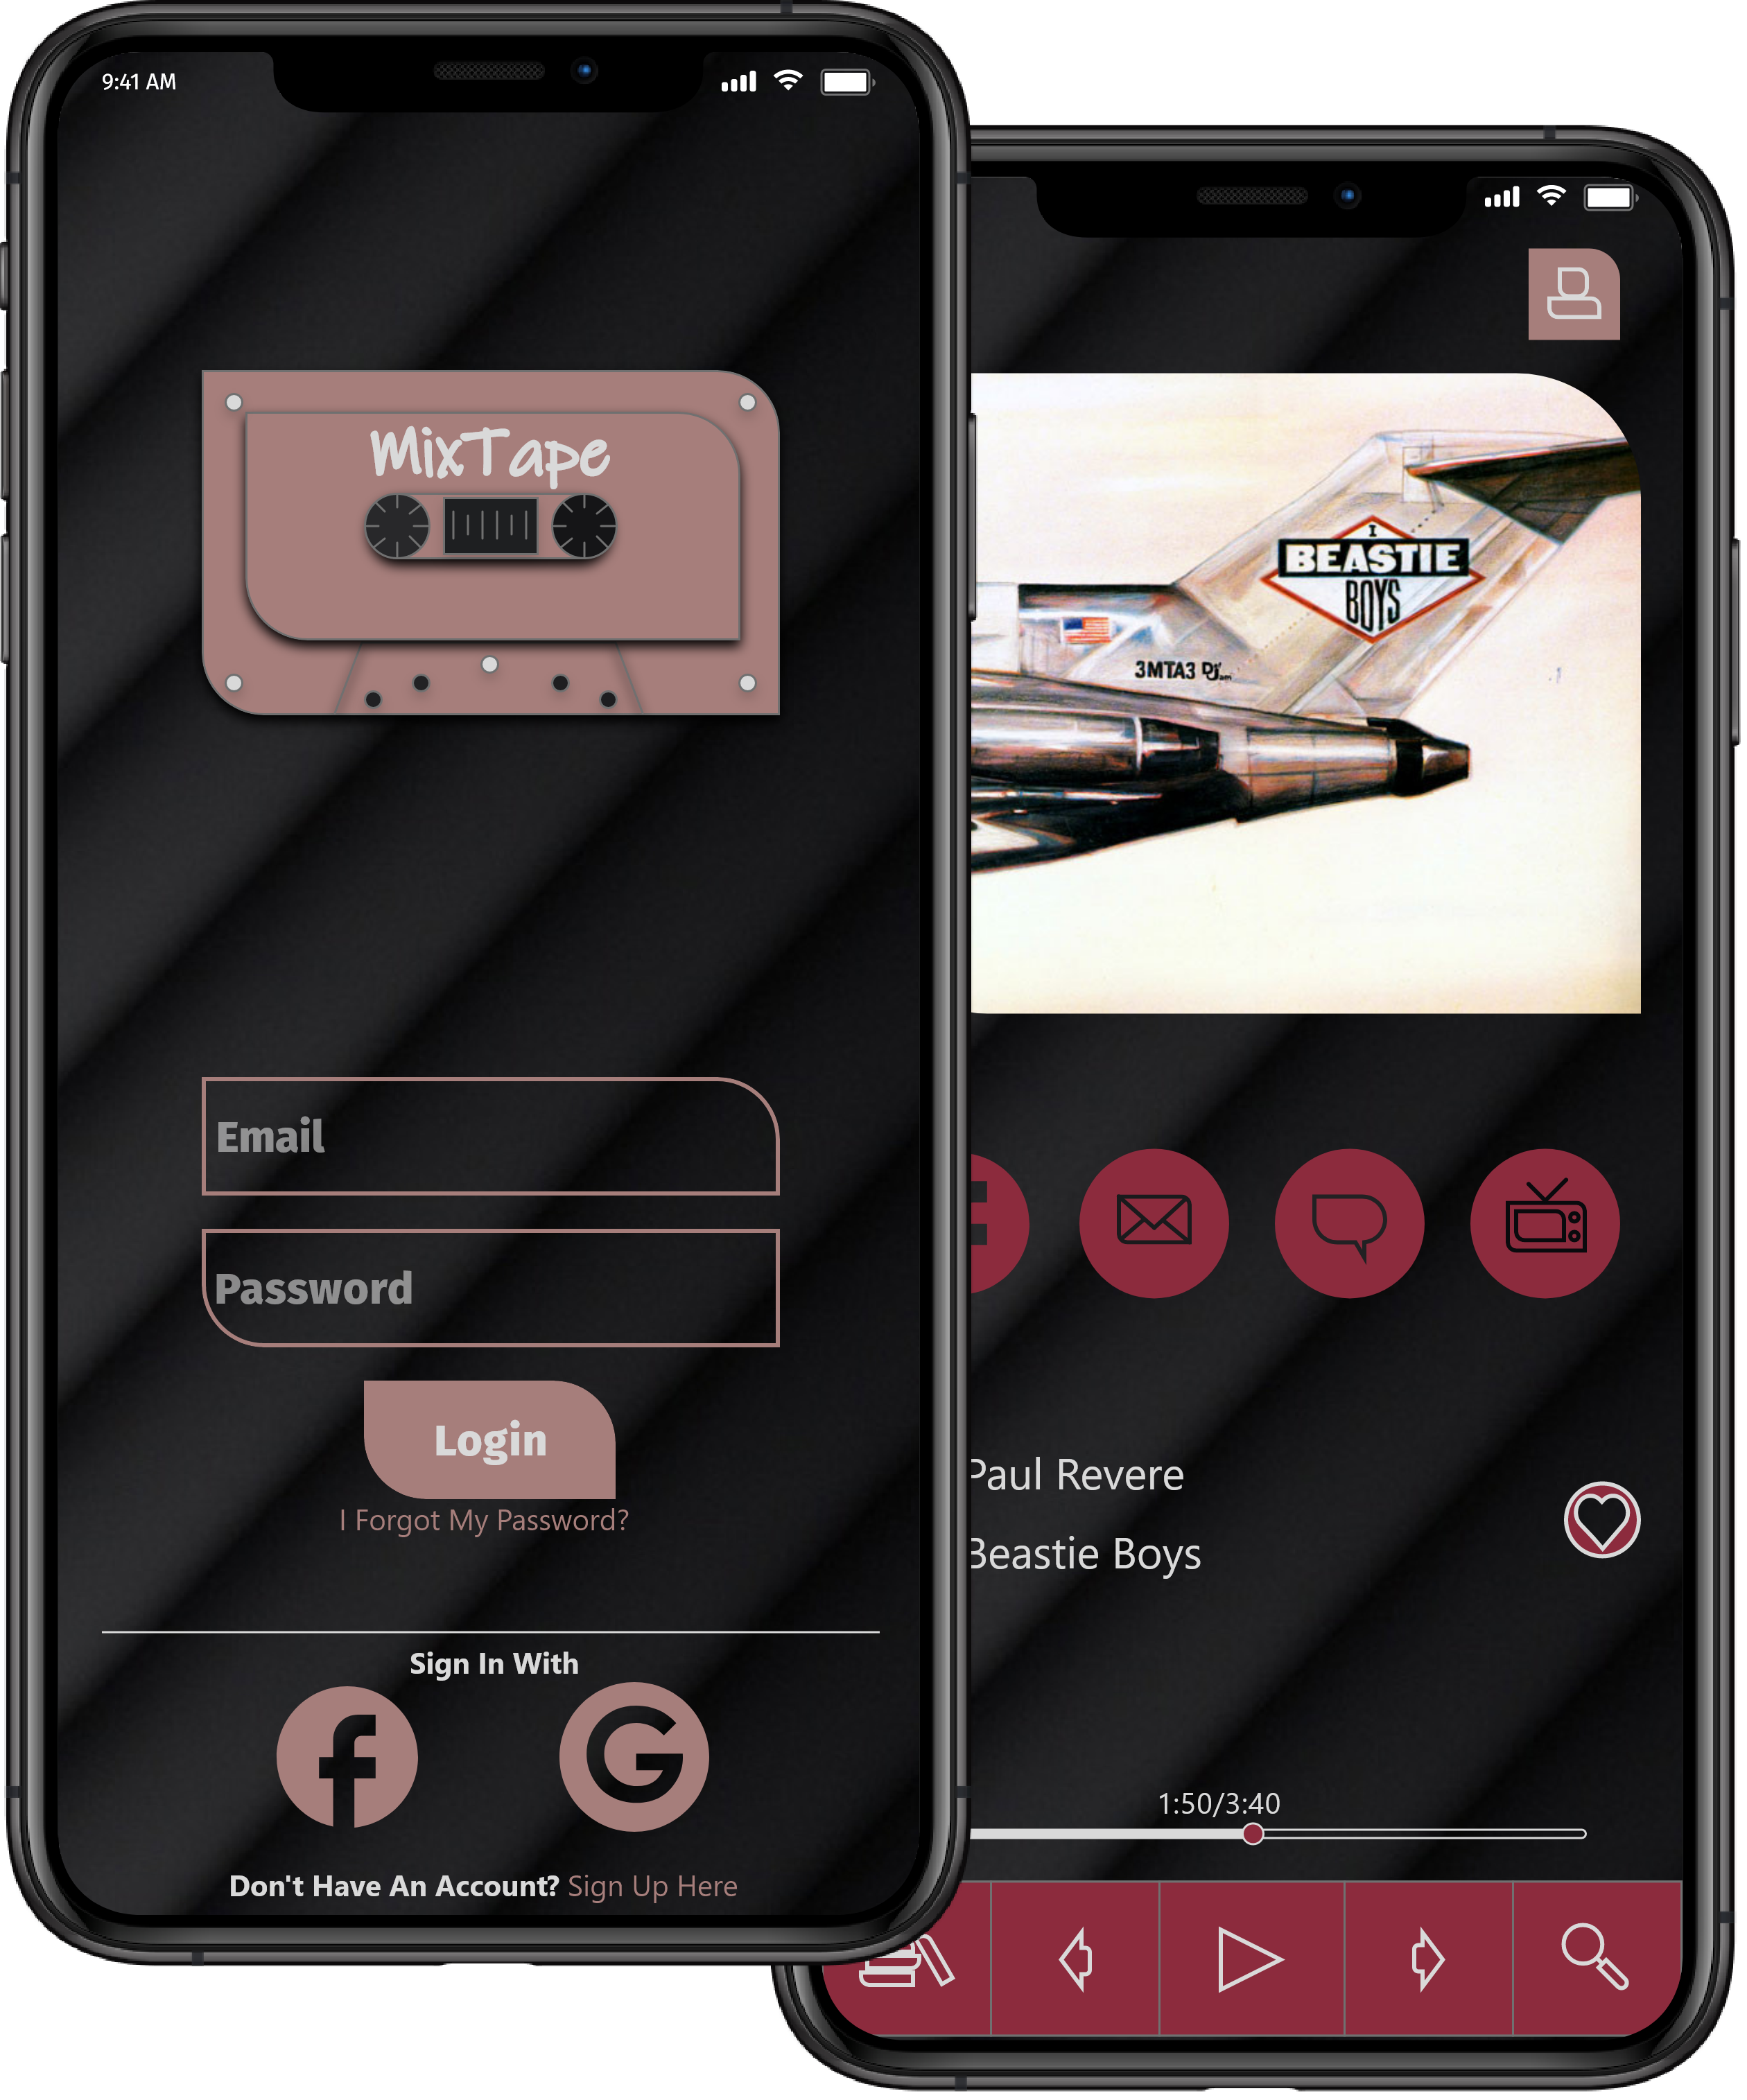 9:41 AM
MixTape
Email
Password
Login
I Forgot My Password?
Sign In With
Don't Have An Account? Sign Up Here
I
BEASTIE
BOYS
3MTA3 Dj
Paul Revere
Beastie Boys
1:50/3:40